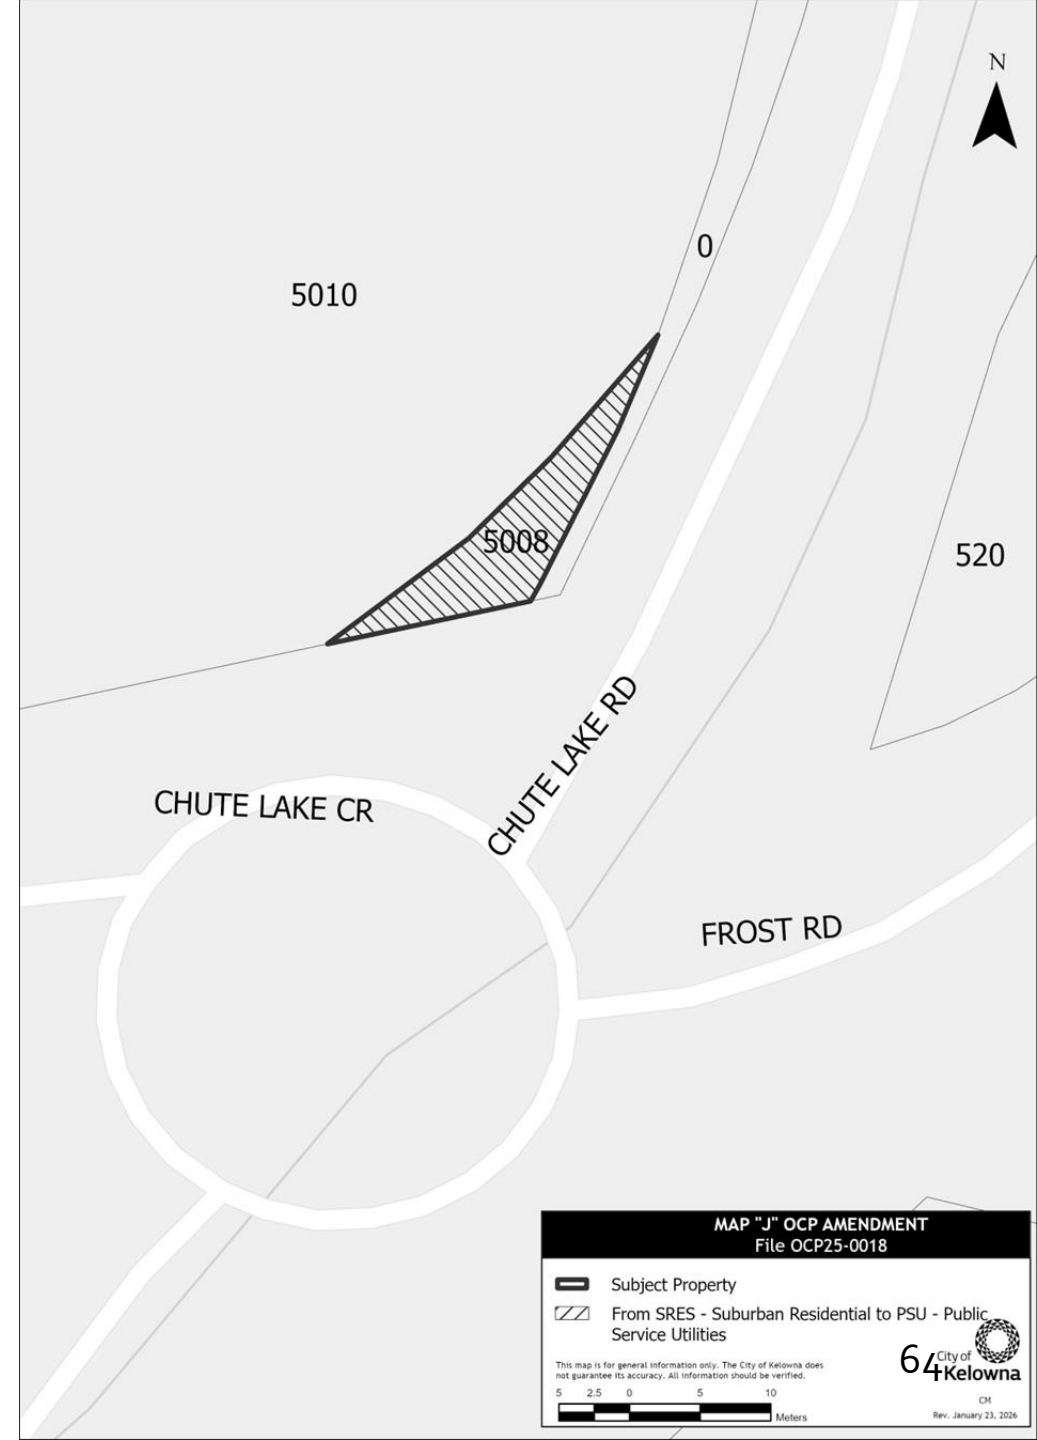 N
0
5010
5008
520
CHUTE LAKE RD
CHUTE LAKE CR
FROST RD
MAP "J" OCP AMENDMENT
File OCP25-0018
Subject Property
From SRES - Suburban Residential to PSU - Public
Service Utilities
This map is for general information only. The City of Kelowna does
not guarantee its accuracy. All information should be verified.
5 2.5 0 5 10
Meters
64
City of
Kelowna
CM
Rev. January 23, 2026